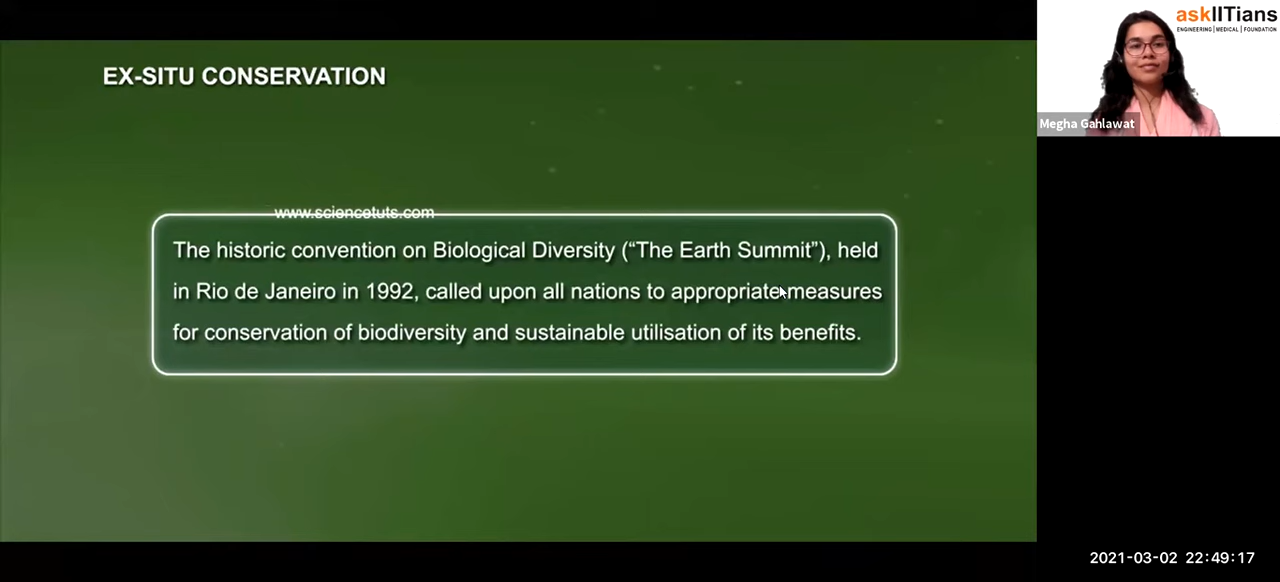 EX-SITU CONSERVATION
www.sciencetuts.com
The historic convention on Biological Diversity (“The Earth Summit”), held
in Rio de Janeiro in 1992, called upon all nations to appropriate measures
for conservation of biodiversity and sustainable utilisation of its benefits.
askIITians
ENGINEERING | MEDICAL | FOUNDATION
Megha Gahlawat
2021-03-02 22:49:17